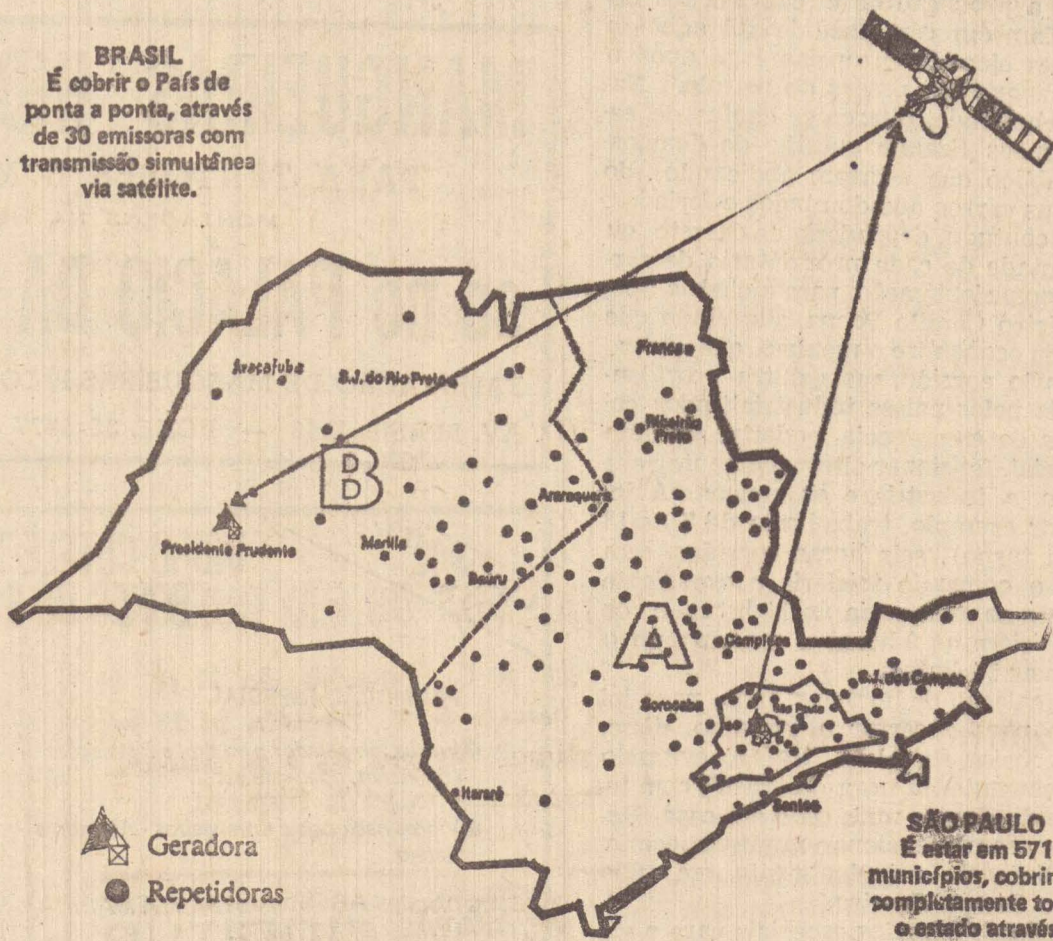 BRASIL
É cobrir o País de
ponta a ponta, através
de 30 emissoras com
transmissão simultânea
via satélite.
Franca
Araçatuba
S.J. do Rio Preto
Ribeirão
Preto
B
Araraquara
Presidente Prudente
Marília
Bauru
A
Campinas
S.J. dos Campos
Sorocaba
São Paulo
Itararé
Santos
Geradora
Repetidoras
SÃO PAULO
É estar em 571
municípios, cobrin
completamente to
o estado através